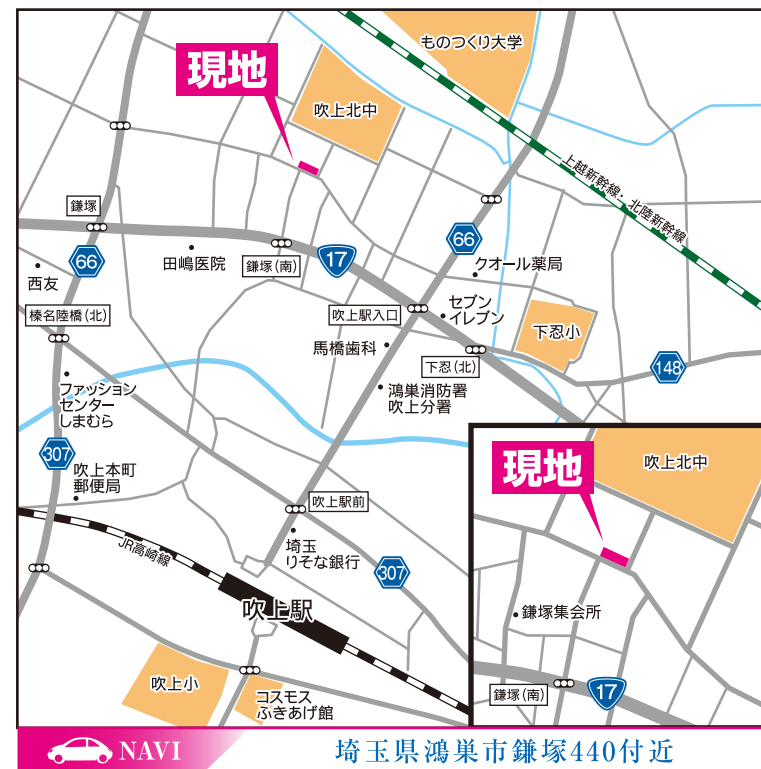 ものつくり大学
現地
吹上北中
上越新幹線・北陸新幹線
鎌塚
66
田嶋医院
鎌塚(南)
17
66
クオール薬局
西友
榛名陸橋(北)
吹上駅入口
セブン
イレブン
下忍小
馬橋歯科
下忍(北)
148
ファッション
センター
しまむら
鴻巣消防署
吹上分署
307
吹上本町
郵便局
吹上駅前
JR高崎線
埼玉
りそな銀行
307
吹上駅
吹上小
コスモス
ふきあげ館
吹上北中
現地
鎌塚集会所
鎌塚(南)
17
NAVI
埼玉県鴻巣市鎌塚440付近